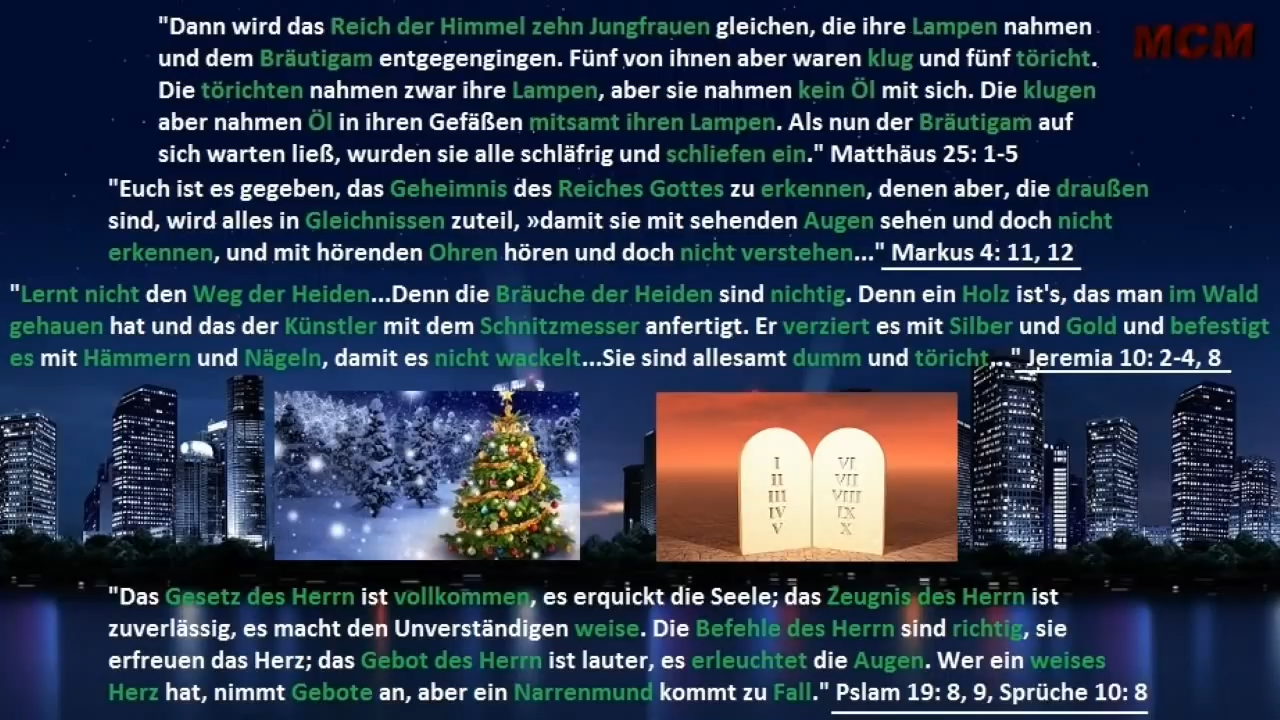 "Dann wird das Reich der Himmel zehn Jungfrauen gleichen, die ihre Lampen nahmen
MCM
und dem Bräutigam entgegengingen. Fünf von ihnen aber waren klug und fünf töricht.
Die törichten nahmen zwar ihre Lampen, aber sie nahmen kein Öl mit sich. Die klugen
aber nahmen Öl in ihren Gefäßen mitsamt ihren Lampen. Als nun der Bräutigam auf
sich warten ließ, wurden sie alle schläfrig und schliefen ein." Matthäus 25: 1-5
"Euch ist es gegeben, das Geheimnis des Reiches Gottes zu erkennen, denen aber, die draußen
sind, wird alles in Gleichnissen zuteil, »damit sie mit sehenden Augen sehen und doch nicht
erkennen, und mit hörenden Ohren hören und doch nicht verstehen..." Markus 4: 11, 12
"Lernt nicht den Weg der Heiden...Denn die Bräuche der Heiden sind nichtig. Denn ein Holz ist's, das man im Wald
gehauen hat und das der Künstler mit dem Schnitzmesser anfertigt. Er verziert es mit Silber und Gold und befestigt
es mit Hämmern und Nägeln, damit es nicht wackelt...Sie sind allesamt dumm und töricht..." Jeremia 10: 2-4, 8
I
II
III
IV
V
VI
VII
VIII
IX
X
"Das Gesetz des Herrn ist vollkommen, es erquickt die Seele; das Zeugnis des Herrn ist
zuverlässig, es macht den Unverständigen weise. Die Befehle des Herrn sind richtig, sie
erfreuen das Herz; das Gebot des Herrn ist lauter, es erleuchtet die Augen. Wer ein weises
Herz hat, nimmt Gebote an, aber ein Narrenmund kommt zu Fall." Pslam 19: 8, 9, Sprüche 10: 8